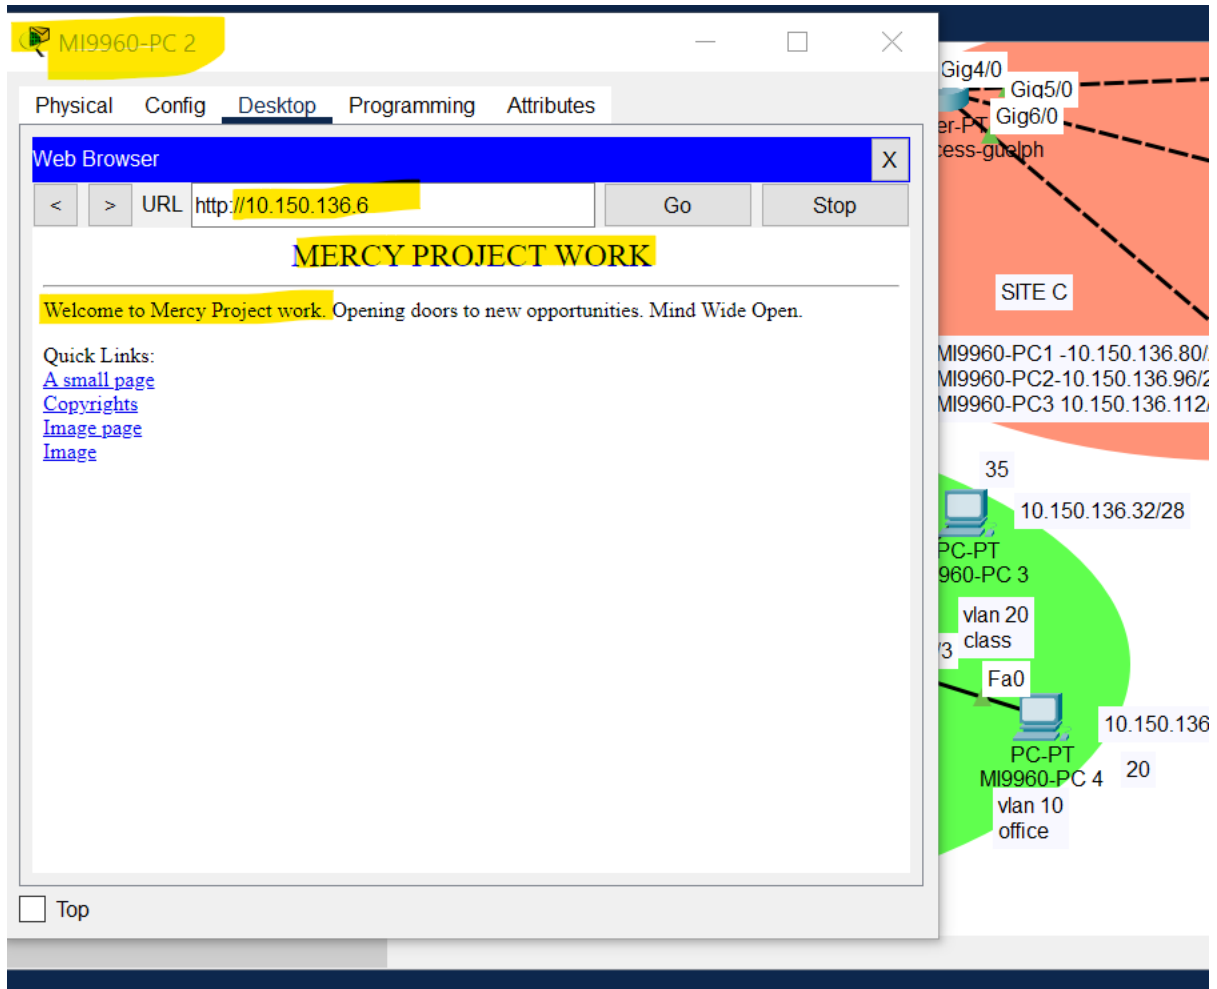 MI9960-PC 2
Physical Config Desktop Programming Attributes
Web Browser
X
< > URL http://10.150.136.6 Go Stop
MERCY PROJECT WORK
Welcome to Mercy Project work. Opening doors to new opportunities. Mind Wide Open.
Quick Links:
A small page
Copyrights
Image page
Image
Top
Gig4/0
Gig5/0
Gig6/0
er-PT
cess-guelph
SITE C
MI9960-PC1 -10.150.136.80/
MI9960-PC2-10.150.136.96/2
MI9960-PC3 10.150.136.112/
35
10.150.136.32/28
PC-PT
960-PC 3
vlan 20
class
/3
Fa0
10.150.136
PC-PT
MI9960-PC 4
20
vlan 10
office